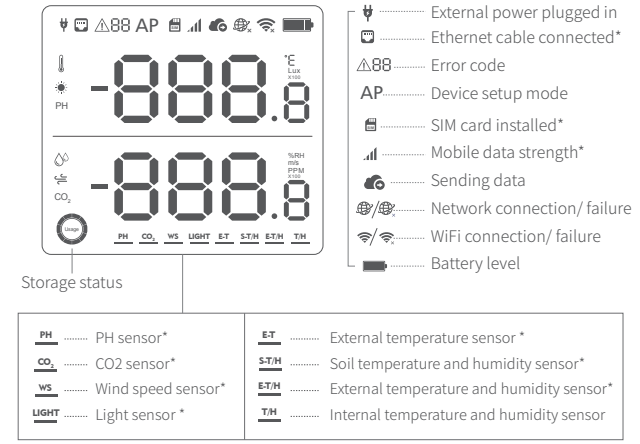 88 AP
External power plugged in
Ethernet cable connected*
88 Error code
AP Device setup mode
SIM card installed*
Mobile data strength*
Sending data
/ Network connection/ failure
/ WiFi connection/ failure
Battery level
-888.8
°E
Lux
X100
PH
-888.8
%RH
m/s
PPM
X100
CO₂
Usage
PH CO₂ WS LIGHT E-T S-T/H E-T/H T/H
Storage status
PH PH sensor*
CO₂ CO2 sensor*
WS Wind speed sensor*
LIGHT Light sensor *
E-T External temperature sensor *
S-T/H Soil temperature and humidity sensor*
E-T/H External temperature and humidity sensor*
T/H Internal temperature and humidity sensor